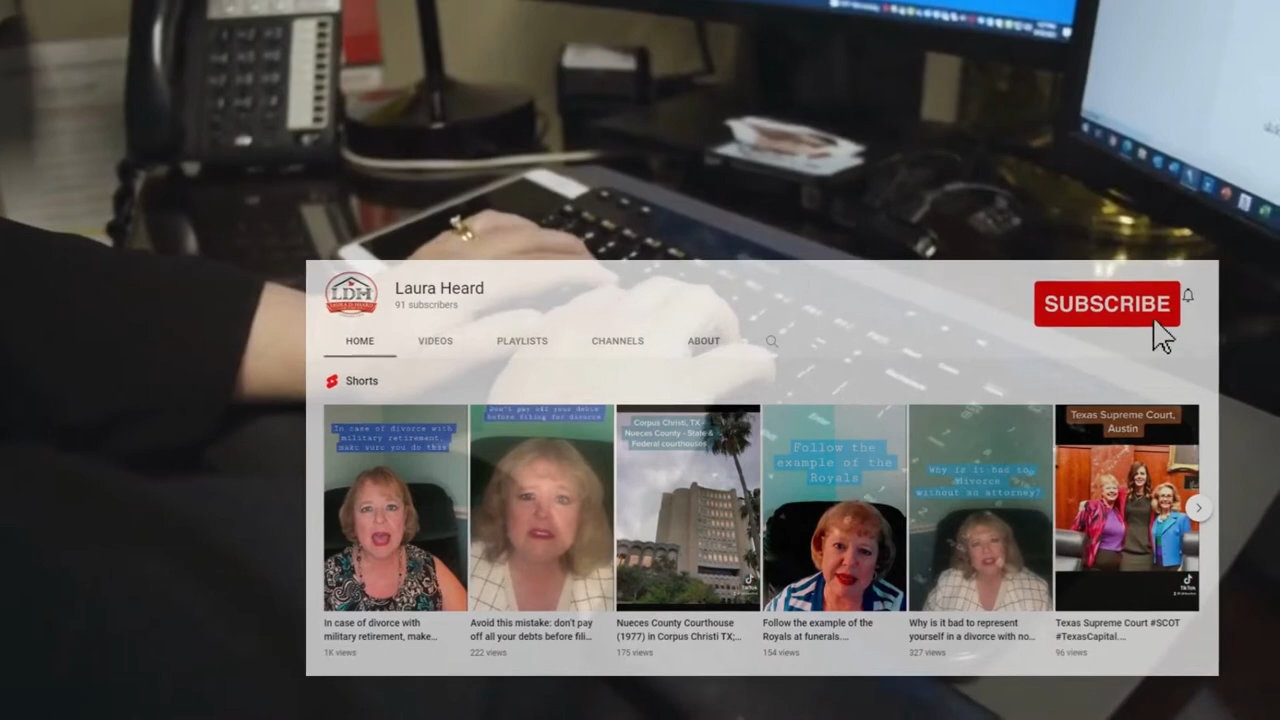 LDH
Laura Heard
91 subscribers
SUBSCRIBE
HOME
VIDEOS
PLAYLISTS
CHANNELS
ABOUT
Shorts
In case of divorce with
military retirement,
make sure you do this
Don't pay off your debts
before filing for divorce
Corpus Christi, TX -
Nueces County - State &
Federal courthouses
TikTok
Follow the
example of the
Royals
Why is it bad to
divorce
without an attorney?
Texas Supreme Court,
Austin
TikTok
In case of divorce with
military retirement, make...
1K views
Avoid this mistake: don't pay
off all your debts before fili...
222 views
Nueces County Courthouse
(1977) in Corpus Christi TX;...
175 views
Follow the example of the
Royals at funerals....
154 views
Why is it bad to represent
yourself in a divorce with no...
327 views
Texas Supreme Court #SCOT
#TexasCapital....
96 views